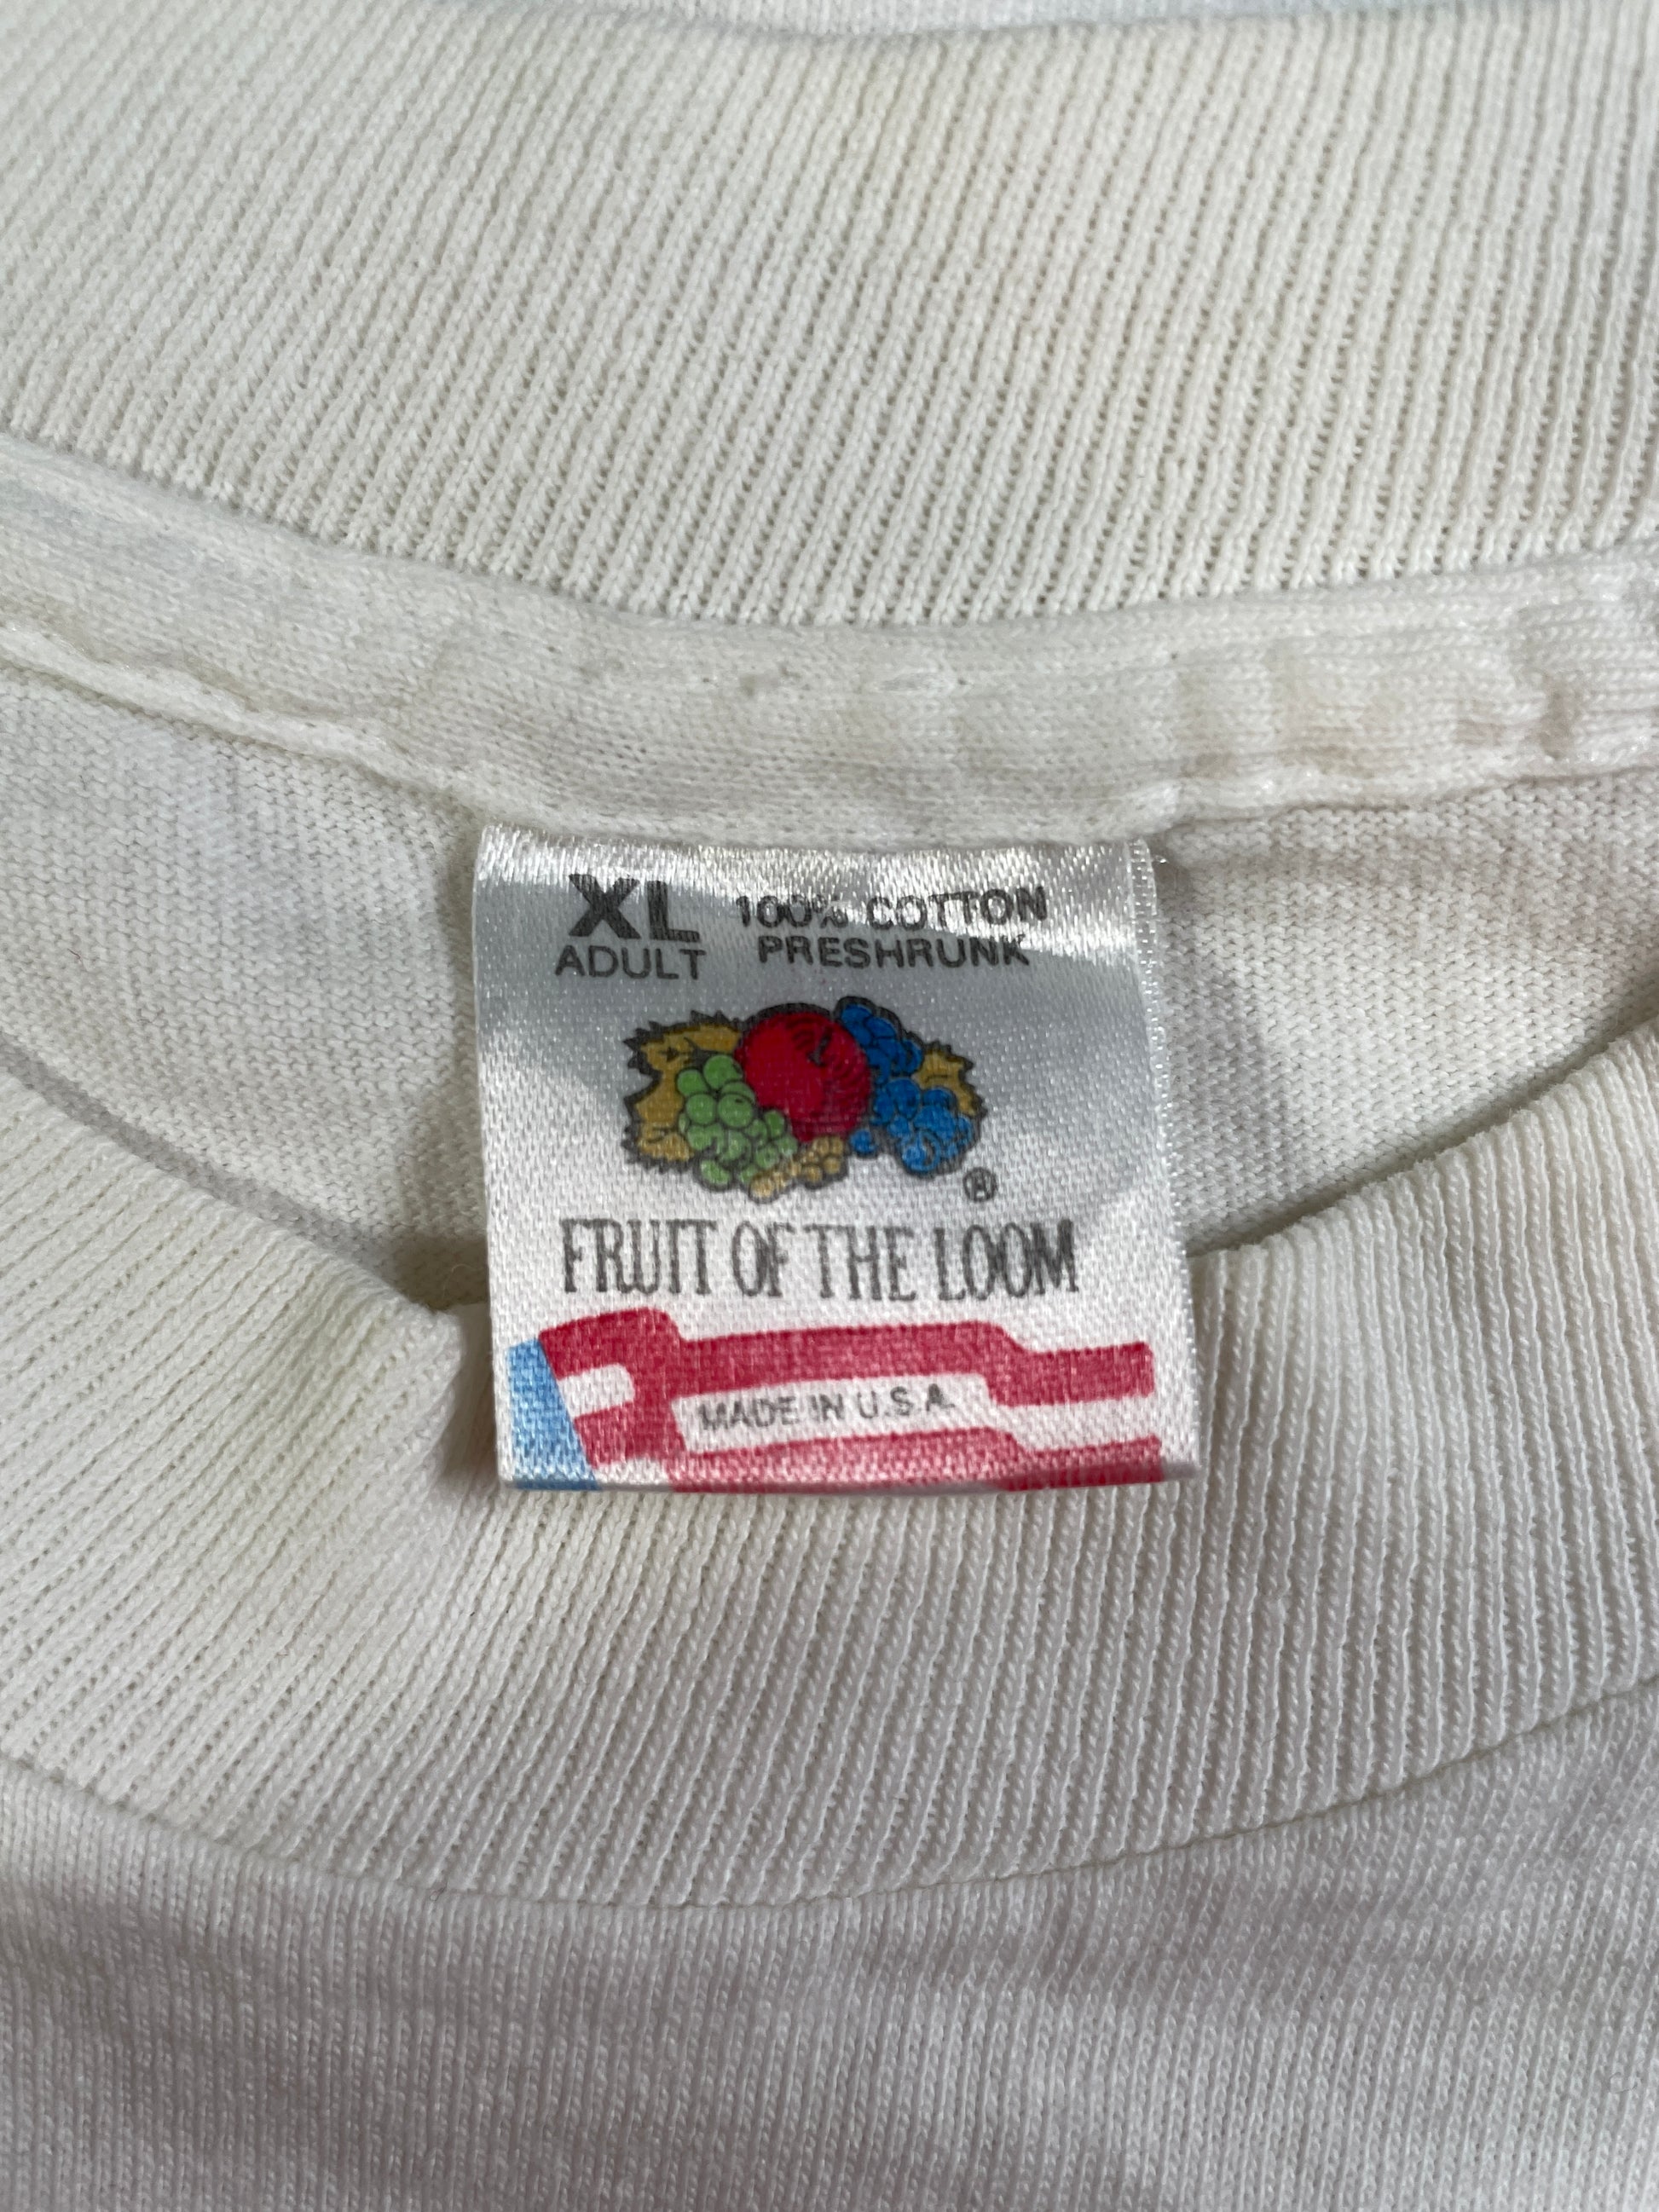 XL 100% COTTON
ADULT PRESHRUNK
®
FRUIT OF THE LOOM
MADE IN U.S.A.